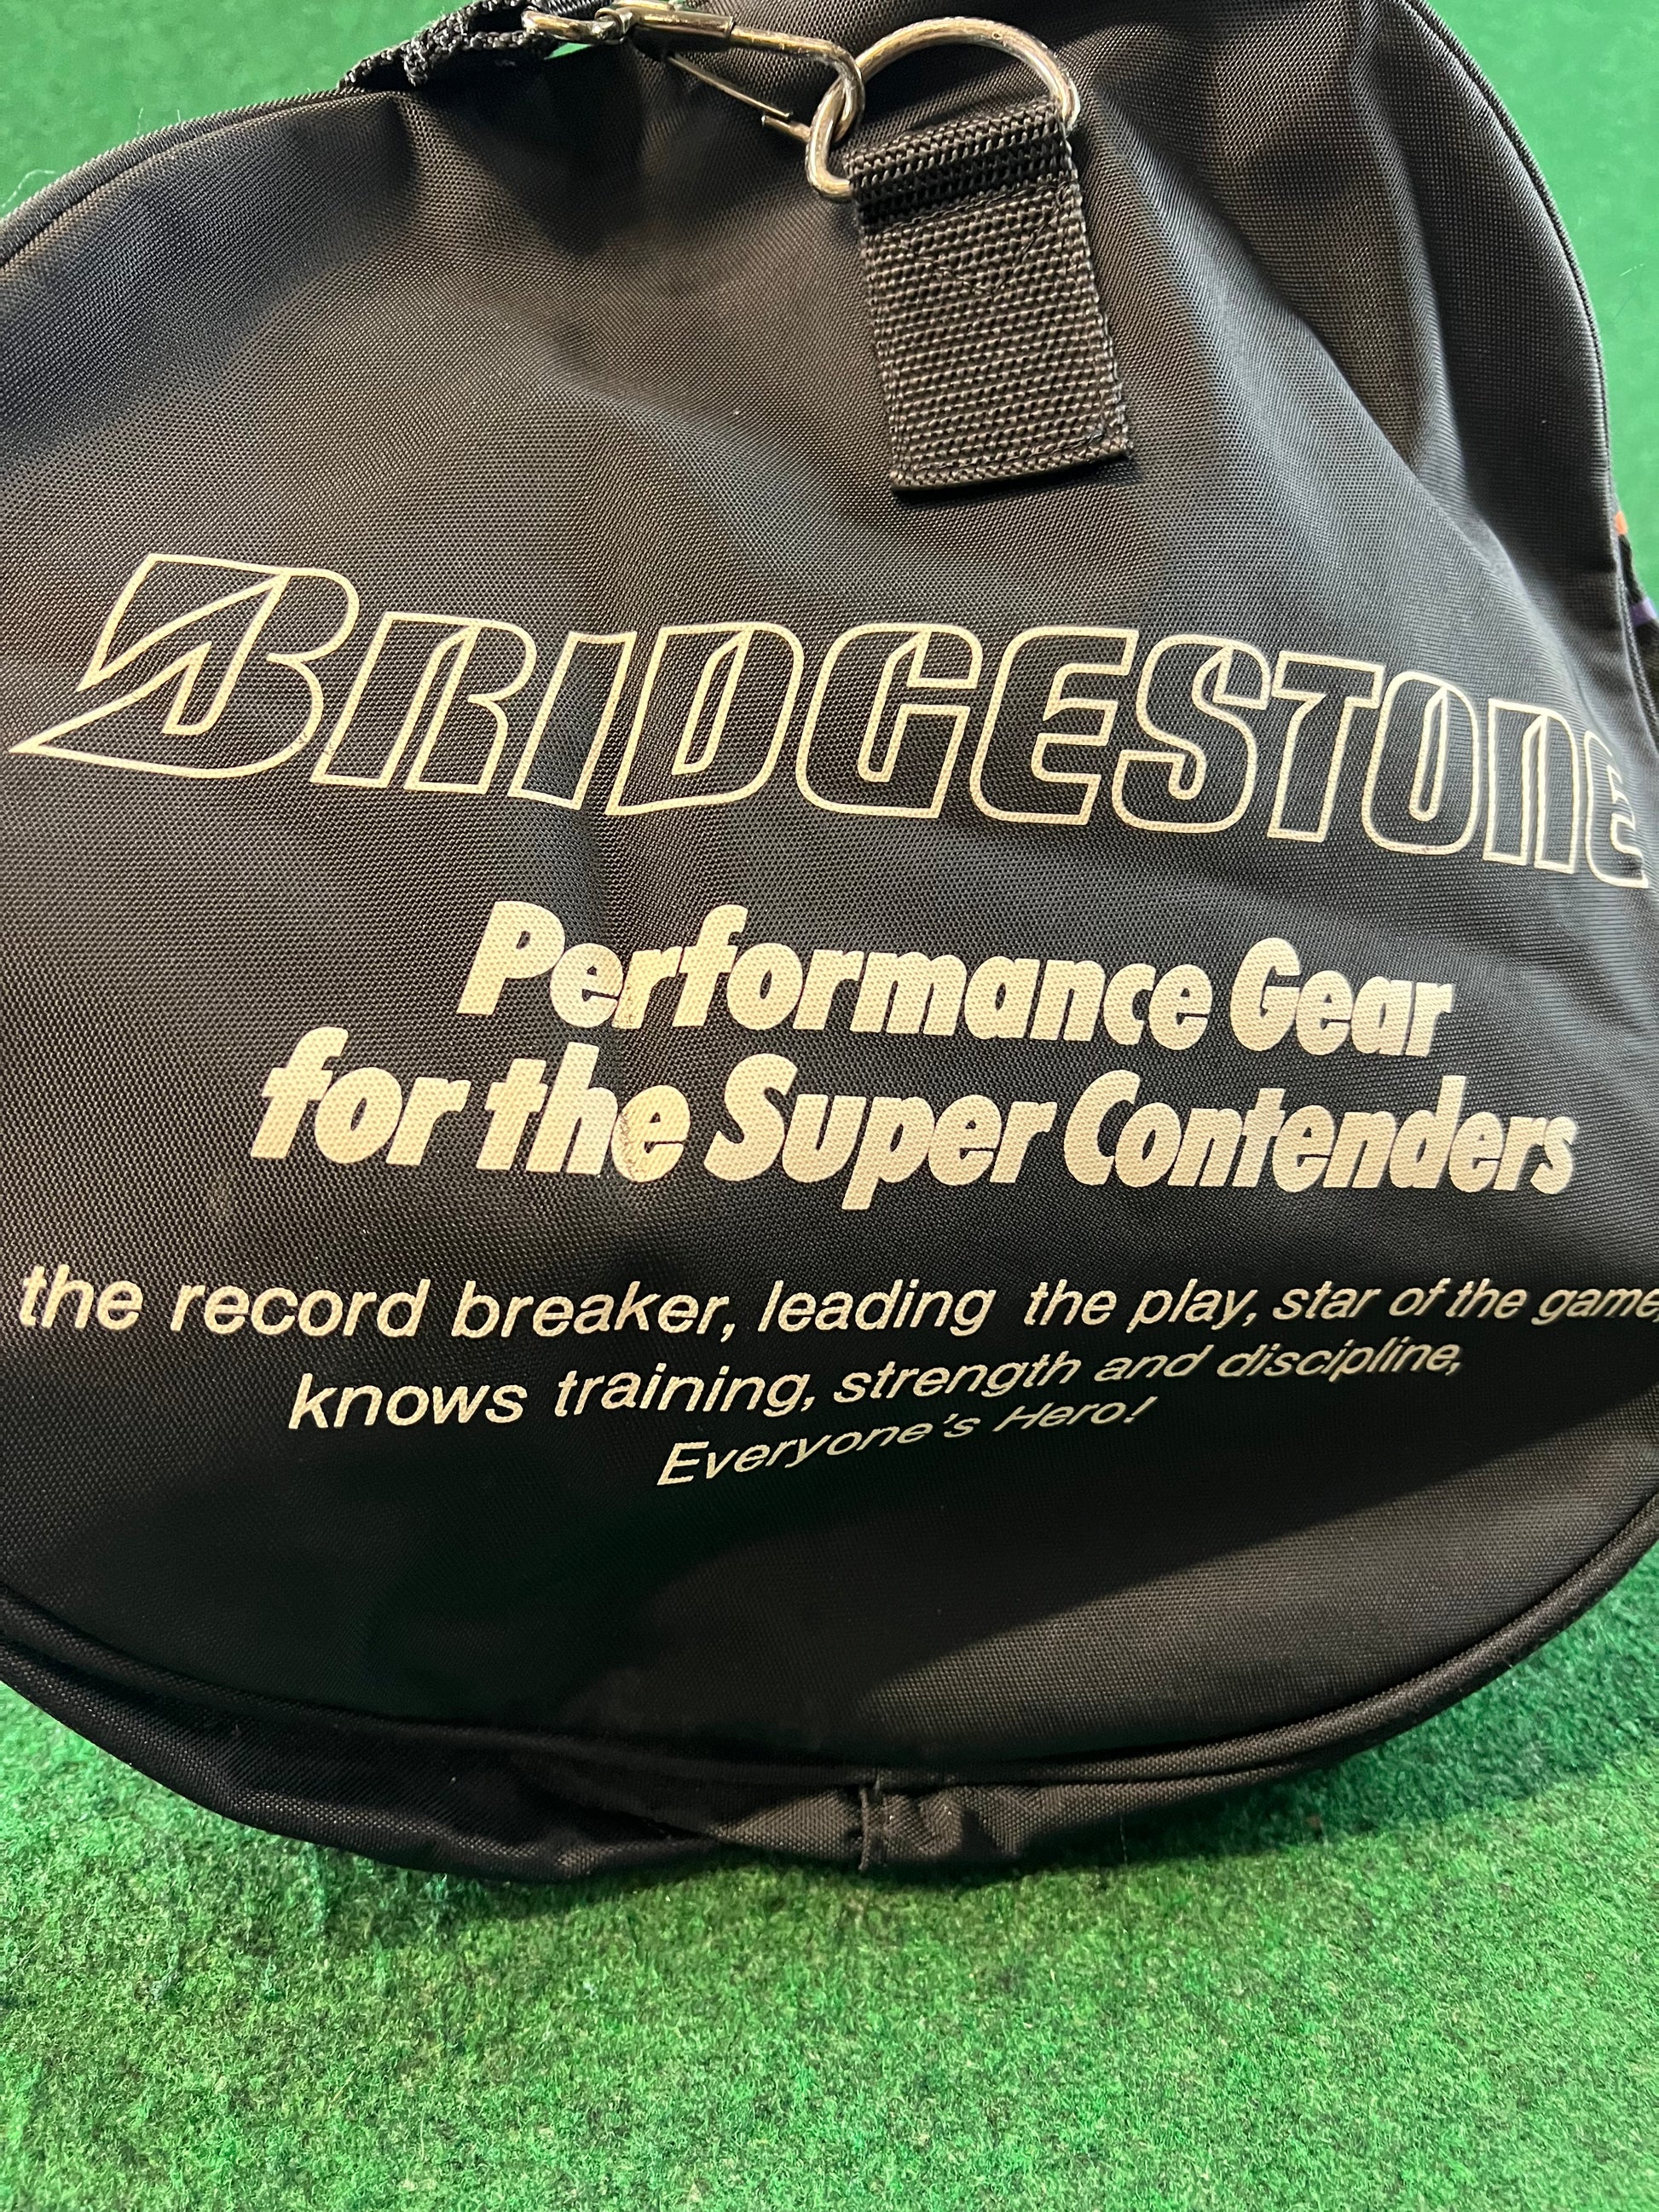 BRIDGESTONE
Performance Gear
for the Super Contenders
the record breaker, leading the play, star of the game,
knows training, strength and discipline,
Everyone's Hero!